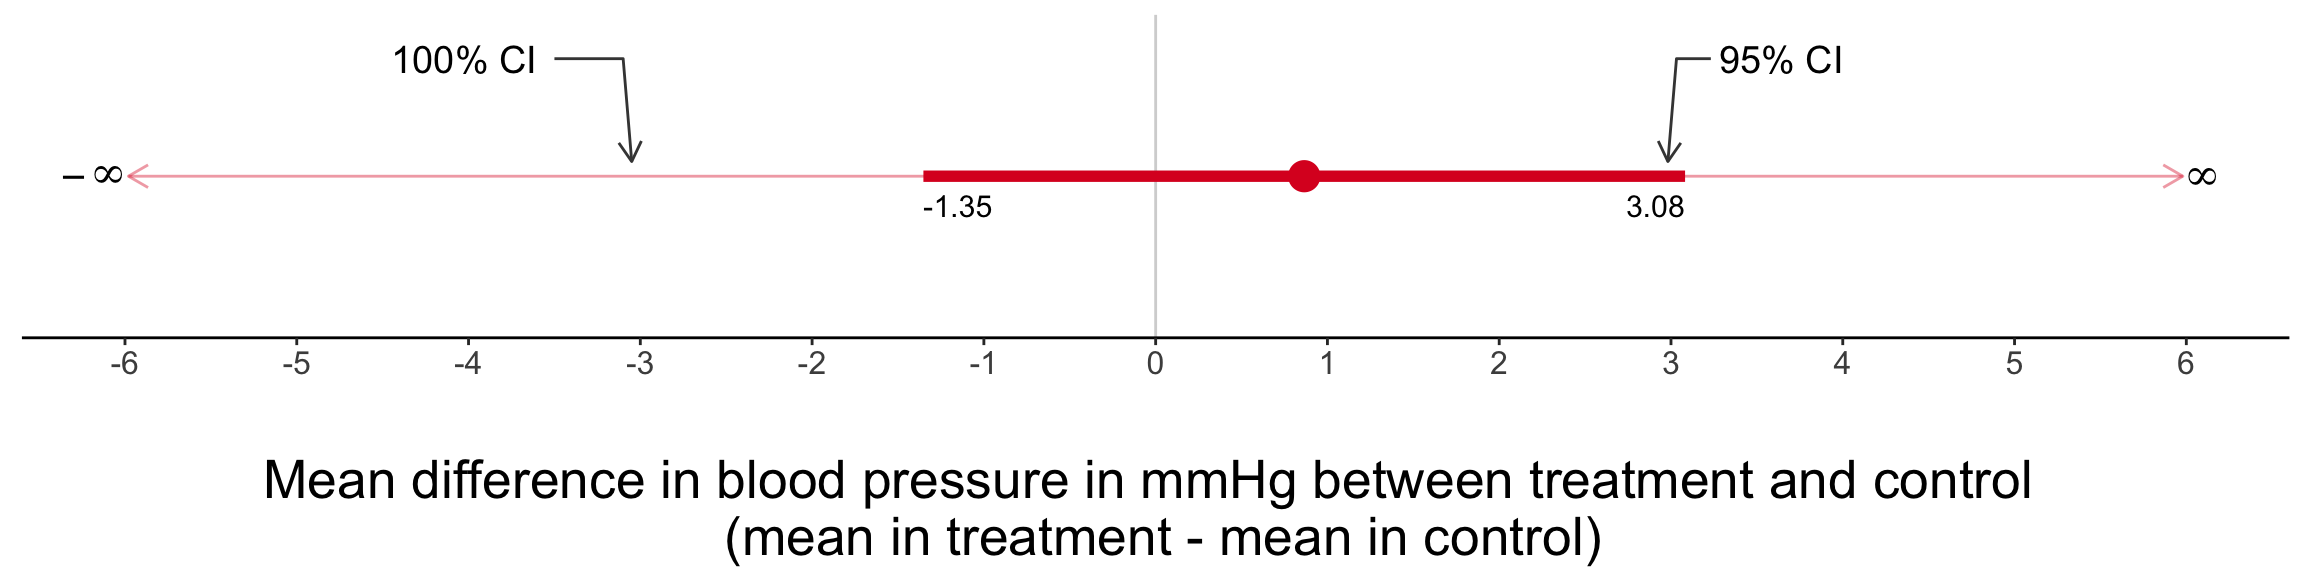 100% CI
95% CI
– ∞
∞
-1.35
3.08
-6 -5 -4 -3 -2 -1 0 1 2 3 4 5 6
Mean difference in blood pressure in mmHg between treatment and control
(mean in treatment - mean in control)